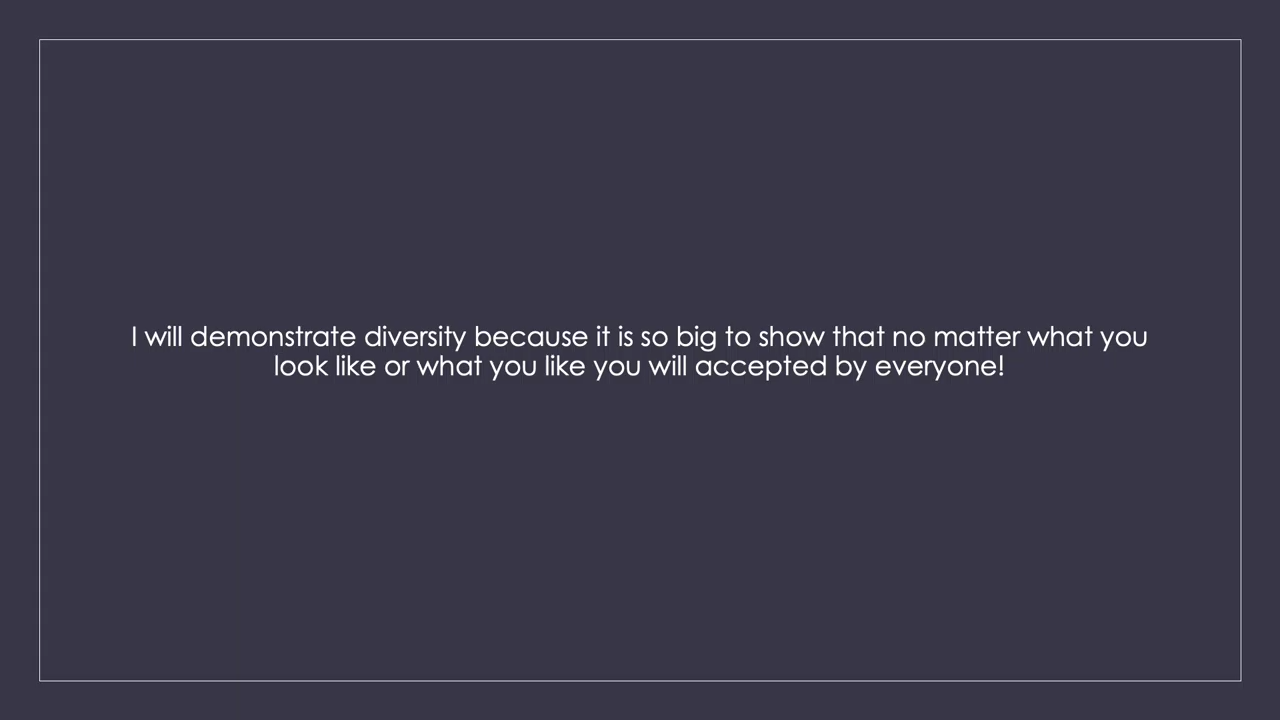 I will demonstrate diversity because it is so big to show that no matter what you
look like or what you like you will accepted by everyone!